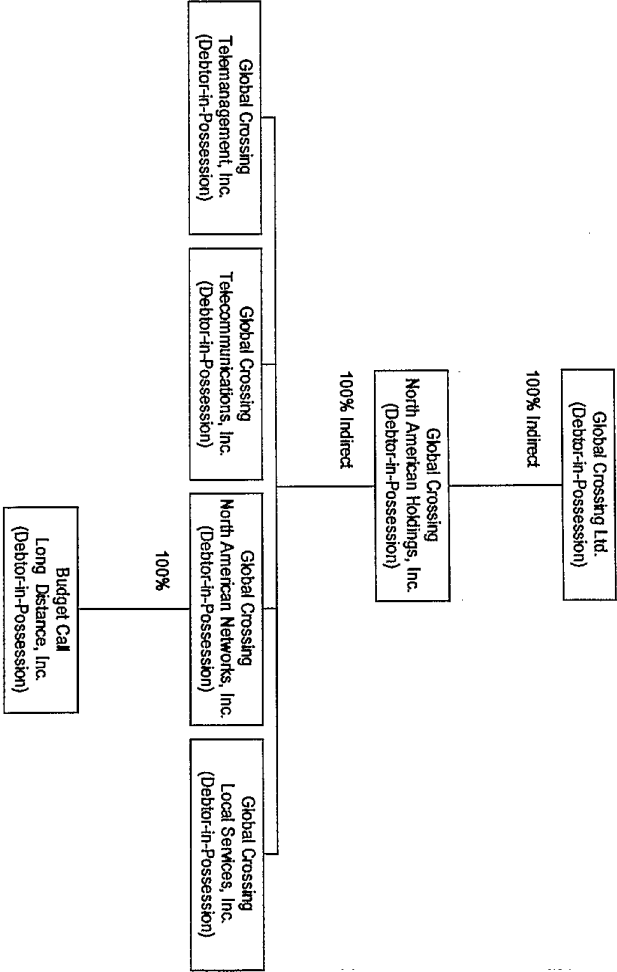 Global Crossing Ltd.
(Debtor-in-Possession)
100% Indirect
Global Crossing
North American Holdings, Inc.
(Debtor-in-Possession)
100% Indirect
Global Crossing
Telemanagement, Inc.
(Debtor-in-Possession)
Global Crossing
Telecommunications, Inc.
(Debtor-in-Possession)
Global Crossing
North American Networks, Inc.
(Debtor-in-Possession)
Global Crossing
Local Services, Inc.
(Debtor-in-Possession)
100%
Budget Call
Long Distance, Inc.
(Debtor-in-Possession)